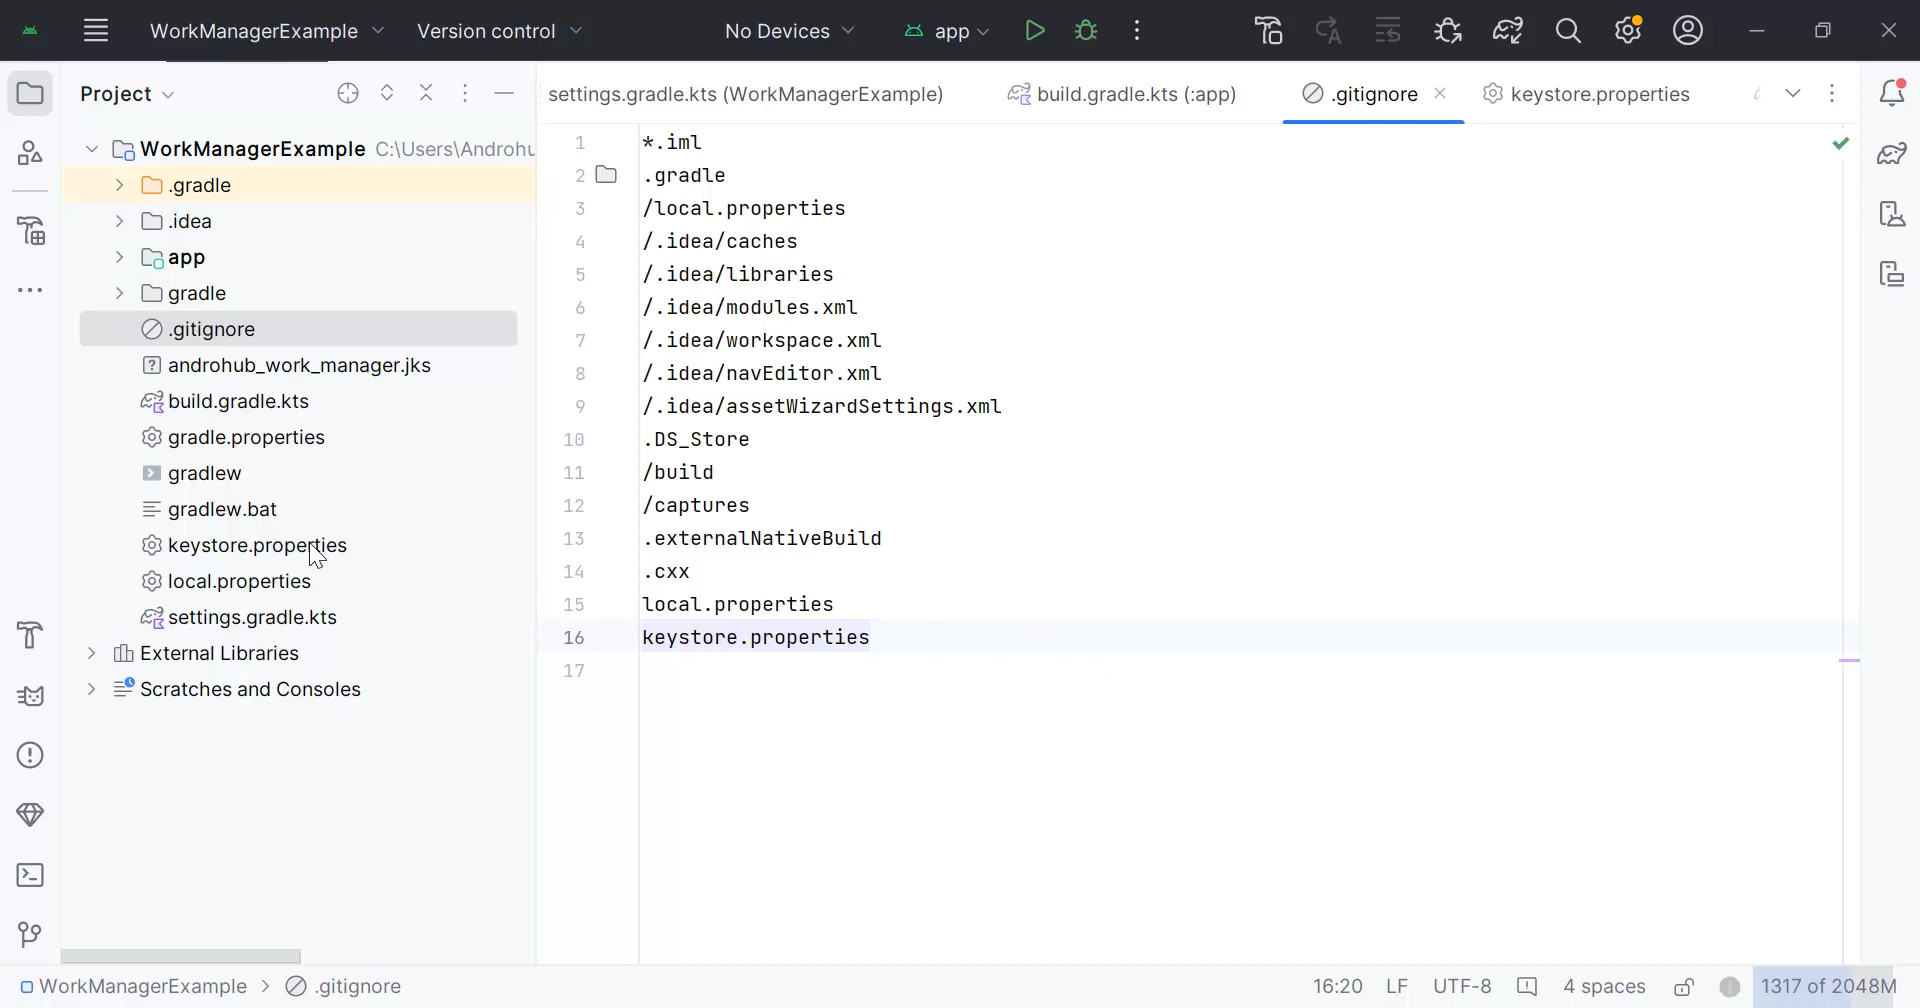 WorkManagerExample Version control No Devices app
Project
settings.gradle.kts (WorkManagerExample) build.gradle.kts (:app) .gitignore keystore.properties
WorkManagerExample C:\Users\Androhu
.gradle
.idea
app
gradle
.gitignore
androhub_work_manager.jks
build.gradle.kts
gradle.properties
gradlew
gradlew.bat
keystore.properties
local.properties
settings.gradle.kts
External Libraries
Scratches and Consoles
1 *.iml
2 .gradle
3 /local.properties
4 /.idea/caches
5 /.idea/libraries
6 /.idea/modules.xml
7 /.idea/workspace.xml
8 /.idea/navEditor.xml
9 /.idea/assetWizardSettings.xml
10 .DS_Store
11 /build
12 /captures
13 .externalNativeBuild
14 .cxx
15 local.properties
16 keystore.properties
17
WorkManagerExample > .gitignore 16:20 LF UTF-8 4 spaces 1317 of 2048M